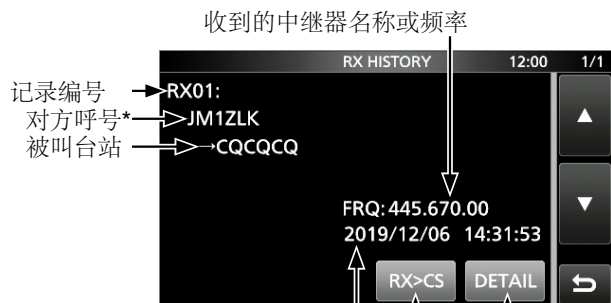 收到的中继器名称或频率
RX HISTORY 12:00 1/1
记录编号 RX01:
对方呼号* JM1ZLK
被叫台站 →CQCQCQ
FRQ:445.670.00
2019/12/06 14:31:53
RX>CS DETAIL